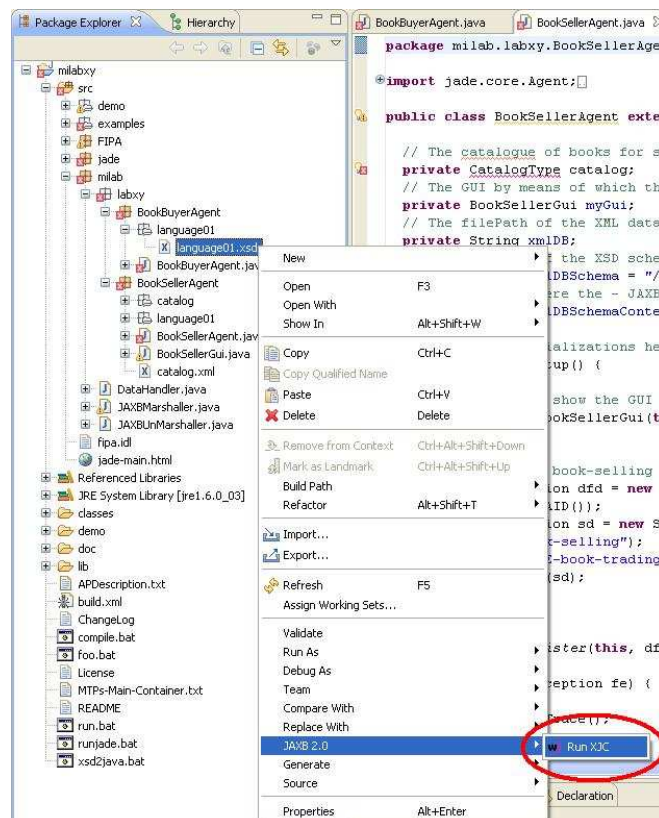 Package Explorer
Hierarchy
milabxy
src
demo
examples
FIPA
jade
milab
labxy
BookBuyerAgent
language01
language01.xsd
BookBuyerAgent.jav
BookSellerAgent
catalog
language01
BookSellerAgent.jav
BookSellerGui.java
catalog.xml
DataHandler.java
JAXBMarshaller.java
JAXBUnMarshaller.java
fipa.idl
jade-main.html
Referenced Libraries
JRE System Library [jre1.6.0_03]
classes
demo
doc
lib
APDescription.txt
build.xml
ChangeLog
compile.bat
foo.bat
License
MTPs-Main-Container.txt
README
run.bat
runjade.bat
xsd2java.bat
New
Open F3
Open With
Show In Alt+Shift+W
Copy Ctrl+C
Copy Qualified Name
Paste Ctrl+V
Delete Delete
Remove from Context Ctrl+Alt+Shift+Down
Mark as Landmark Ctrl+Alt+Shift+Up
Build Path
Refactor Alt+Shift+T
Import...
Export...
Refresh F5
Assign Working Sets...
Validate
Run As
Debug As
Team
Compare With
Replace With
JAXB 2.0
Generate
Source
Properties Alt+Enter
Run XJC
BookBuyerAgent.java
BookSellerAgent.java
package milab.labxy.BookSellerAge
import jade.core.Agent;
public class BookSellerAgent exte
// The catalogue of books for s
private CatalogType catalog;
// The GUI by means of which th
private BookSellerGui myGui;
// The filePath of the XML data
private String xmlDB;
f the XSD sche
lDBSchema = "/
ere the - JAXB
lDBSchemaConte
ializations he
tup() {
show the GUI
ookSellerGui(t
book-selling
ion dfd = new
AID());
ion sd = new S
k-selling");
E-book-trading
(sd);
ister(this, df
ception fe) {
Trace();
Declaration